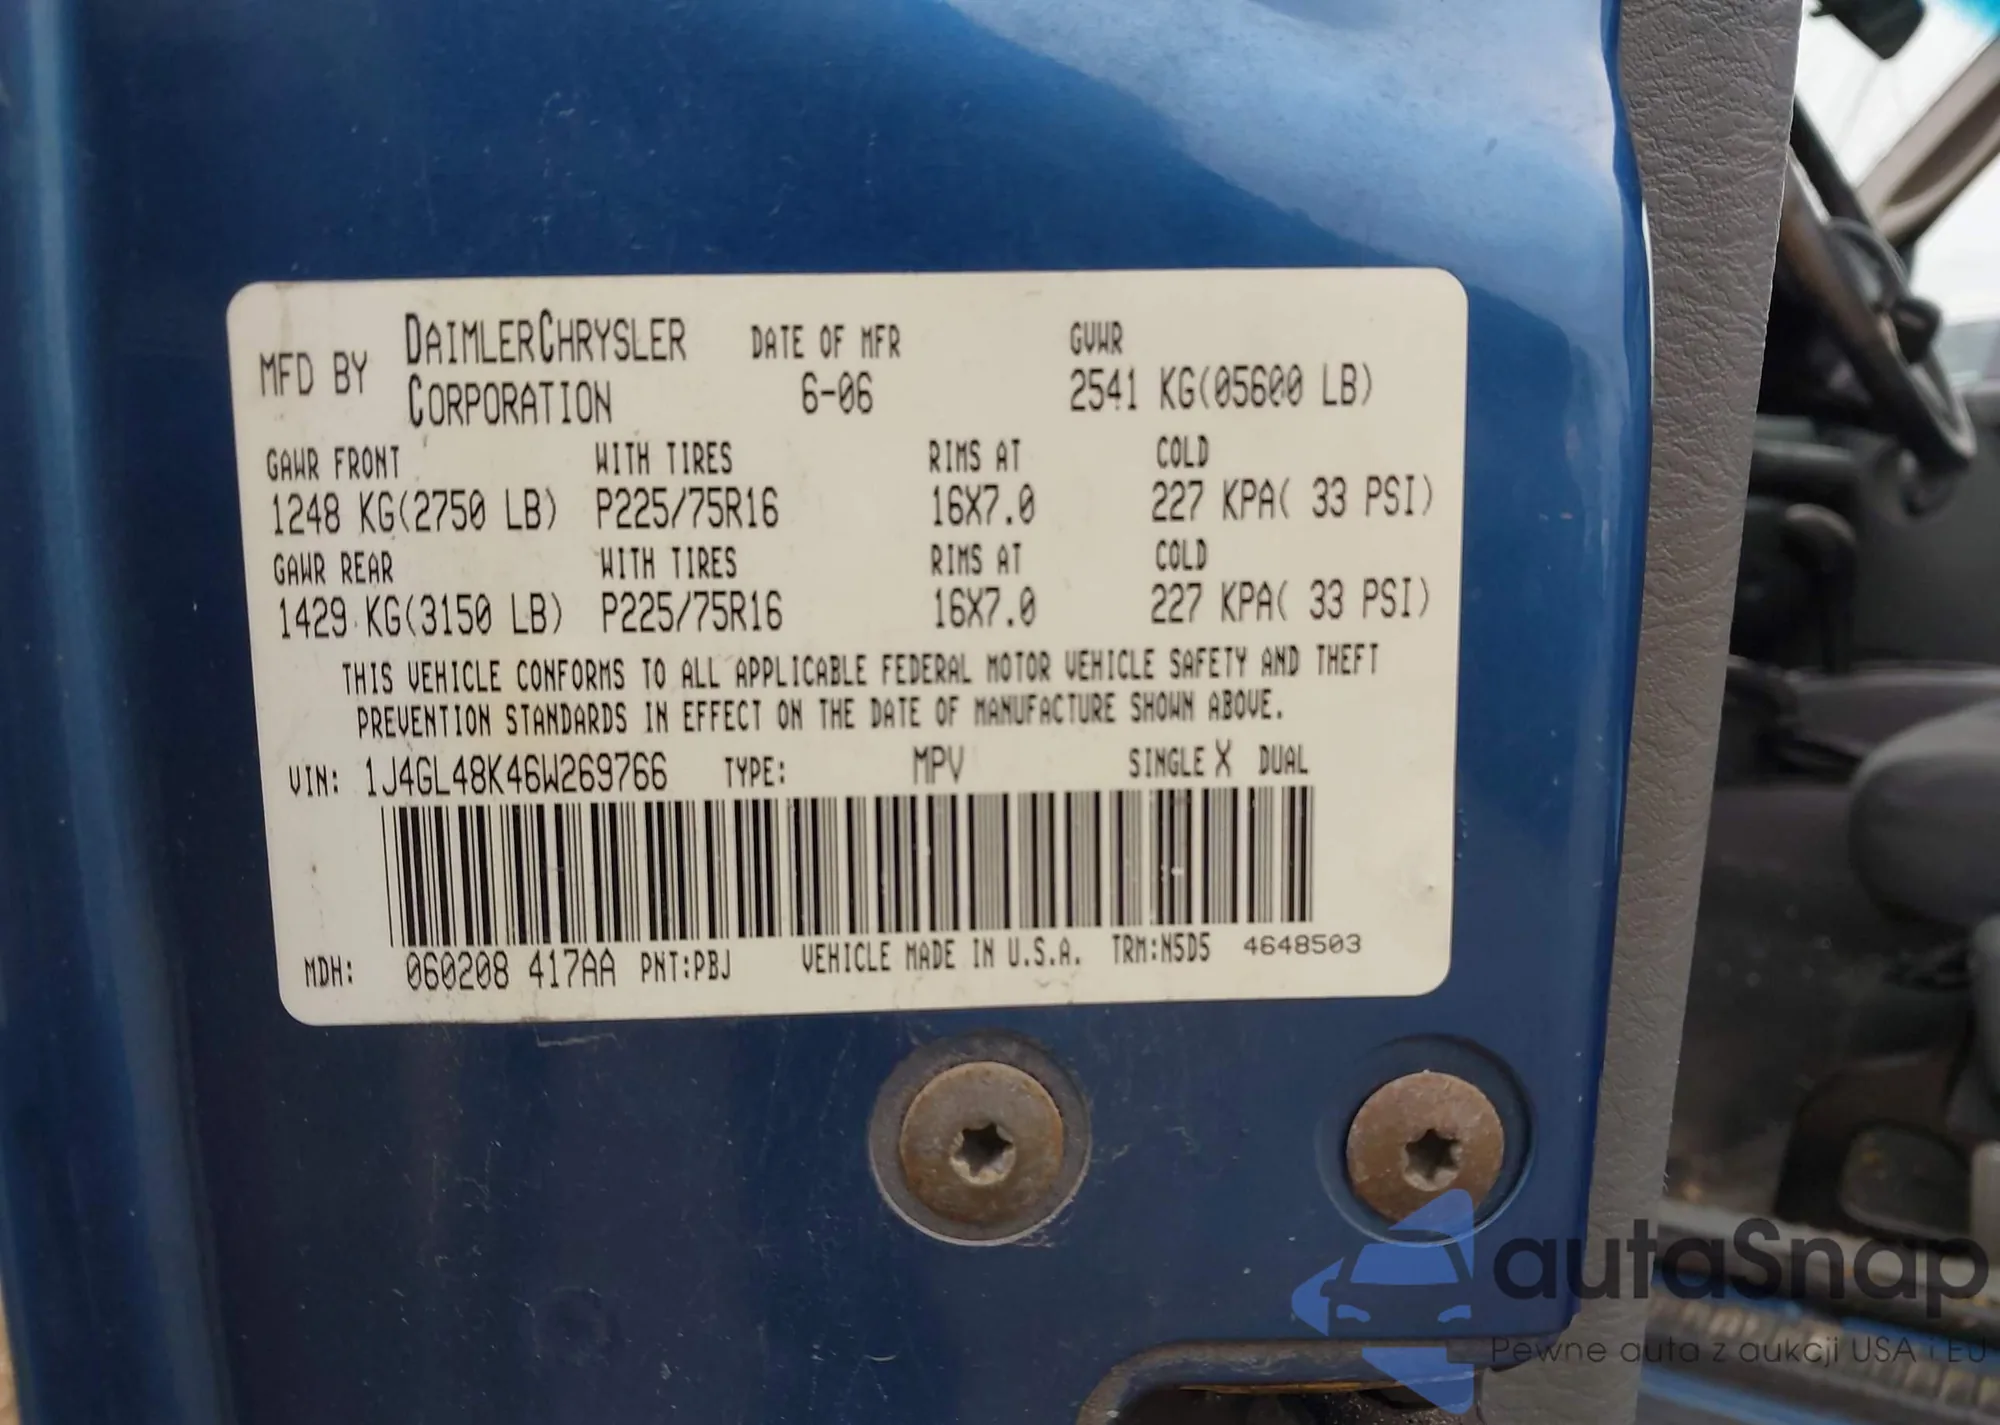 MFD BY DAIMLERCHRYSLER CORPORATION DATE OF MFR 6-06 GVWR 2541 KG(05600 LB)
GAWR FRONT WITH TIRES RIMS AT COLD
1248 KG(2750 LB) P225/75R16 16X7.0 227 KPA( 33 PSI)
GAWR REAR WITH TIRES RIMS AT COLD
1429 KG(3150 LB) P225/75R16 16X7.0 227 KPA( 33 PSI)
THIS VEHICLE CONFORMS TO ALL APPLICABLE FEDERAL MOTOR VEHICLE SAFETY AND THEFT
PREVENTION STANDARDS IN EFFECT ON THE DATE OF MANUFACTURE SHOWN ABOVE.
VIN: 1J4GL48K46W269766 TYPE: MPV SINGLE X DUAL
MDH: 060208 417AA PNT:PBJ VEHICLE MADE IN U.S.A. TRM:N5D5 4648503
autaSnap
Pewne auta z aukcji USA i EU